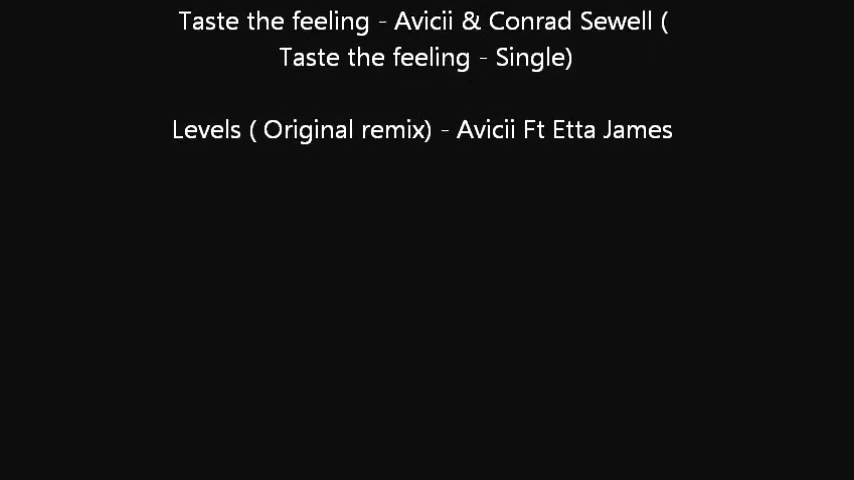 Taste the feeling - Avicii & Conrad Sewell (
Taste the feeling - Single)
Levels ( Original remix) - Avicii Ft Etta James